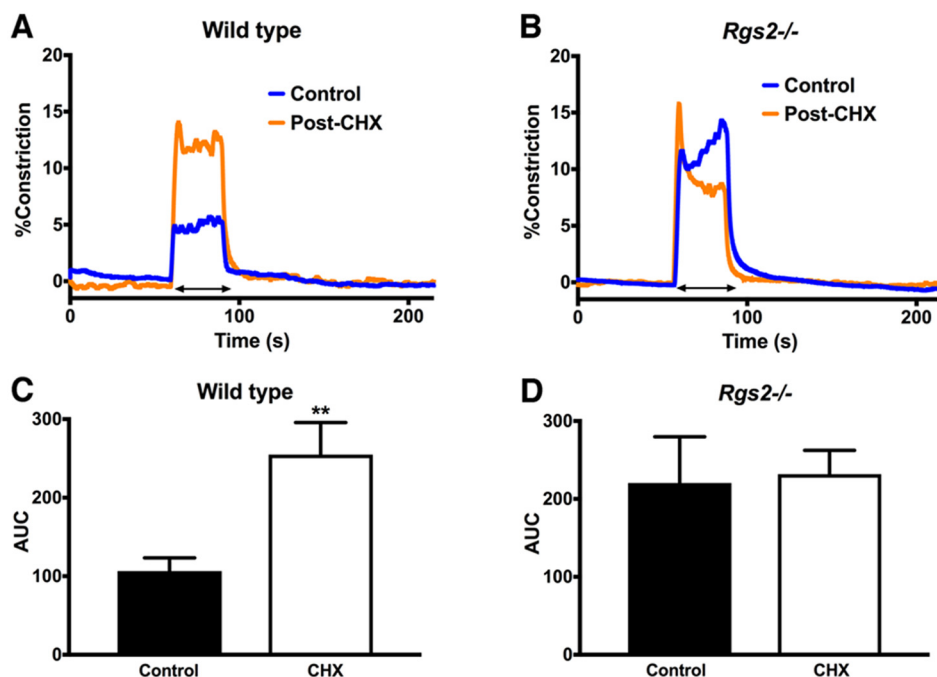 A
Wild type
20
15
10
5
0
%Constriction
Control
Post-CHX
0
100
200
Time (s)
B
Rgs2-/-
20
15
10
5
0
%Constriction
Control
Post-CHX
0
100
200
Time (s)
C
Wild type
300
200
100
0
AUC
**
Control
CHX
D
Rgs2-/-
300
200
100
0
AUC
Control
CHX